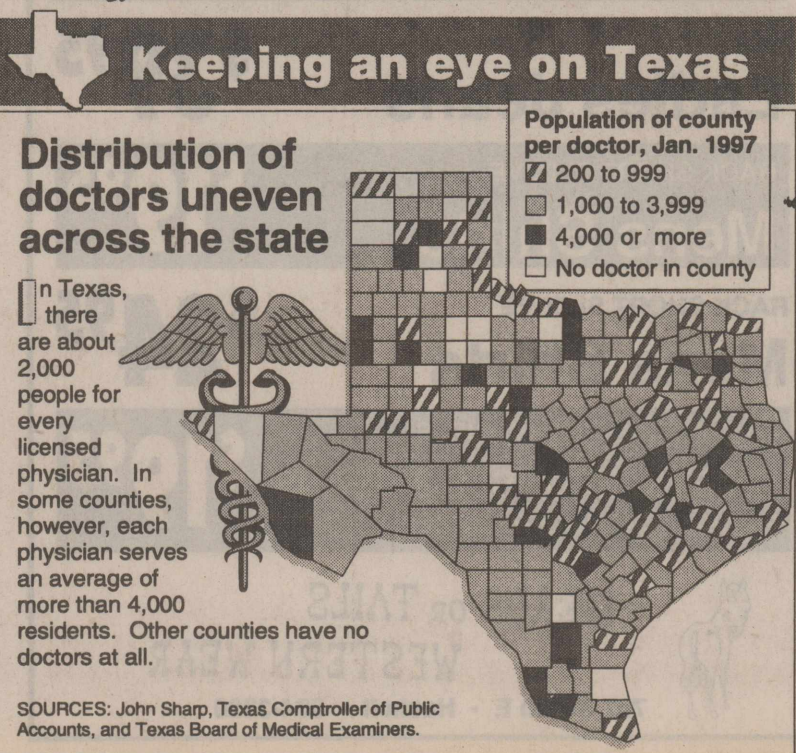 Keeping an eye on Texas
Distribution of
doctors uneven
across the state
In Texas,
there
are about
2,000
people for
every
licensed
physician. In
some counties,
however, each
physician serves
an average of
more than 4,000
residents. Other counties have no
doctors at all.
SOURCES: John Sharp, Texas Comptroller of Public
Accounts, and Texas Board of Medical Examiners.
Population of county
per doctor, Jan. 1997
200 to 999
1,000 to 3,999
4,000 or more
No doctor in county
OR TAILS
WESTERN WEAR